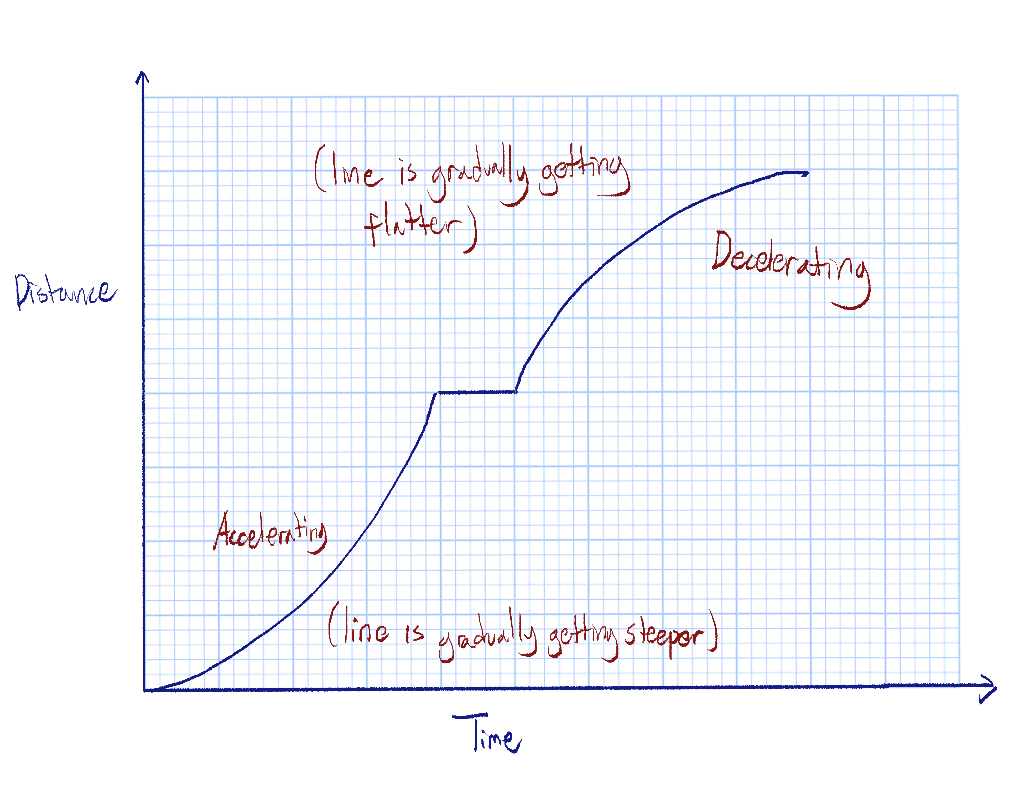 (line is gradually getting
flatter)
Decelerating
Distance
Accelerating
(line is gradually getting steeper)
Time